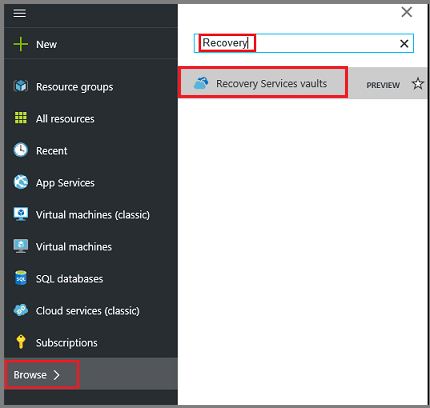 New
Recovery
Resource groups
Recovery Services vaults PREVIEW
All resources
Recent
App Services
Virtual machines (classic)
Virtual machines
SQL
SQL databases
Cloud services (classic)
Subscriptions
Browse